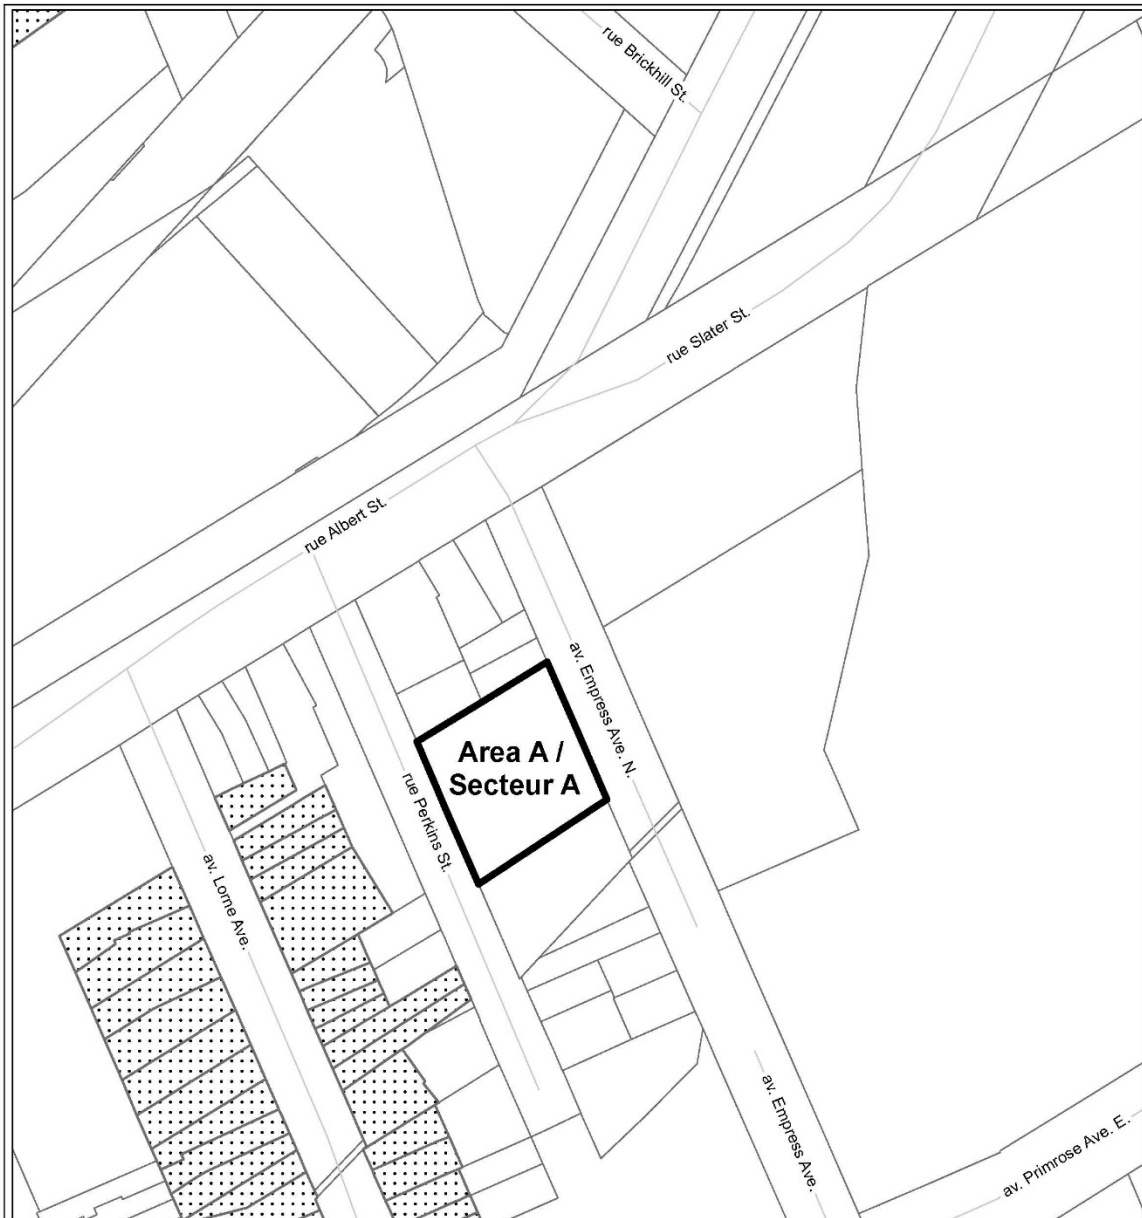 rue Brickhill St.
rue Slater St.
rue Albert St.
av. Empress Ave. N.
Area A /
Secteur A
rue Perkins St.
av. Lorne Ave.
av. Empress Ave.
av. Primrose Ave. E.